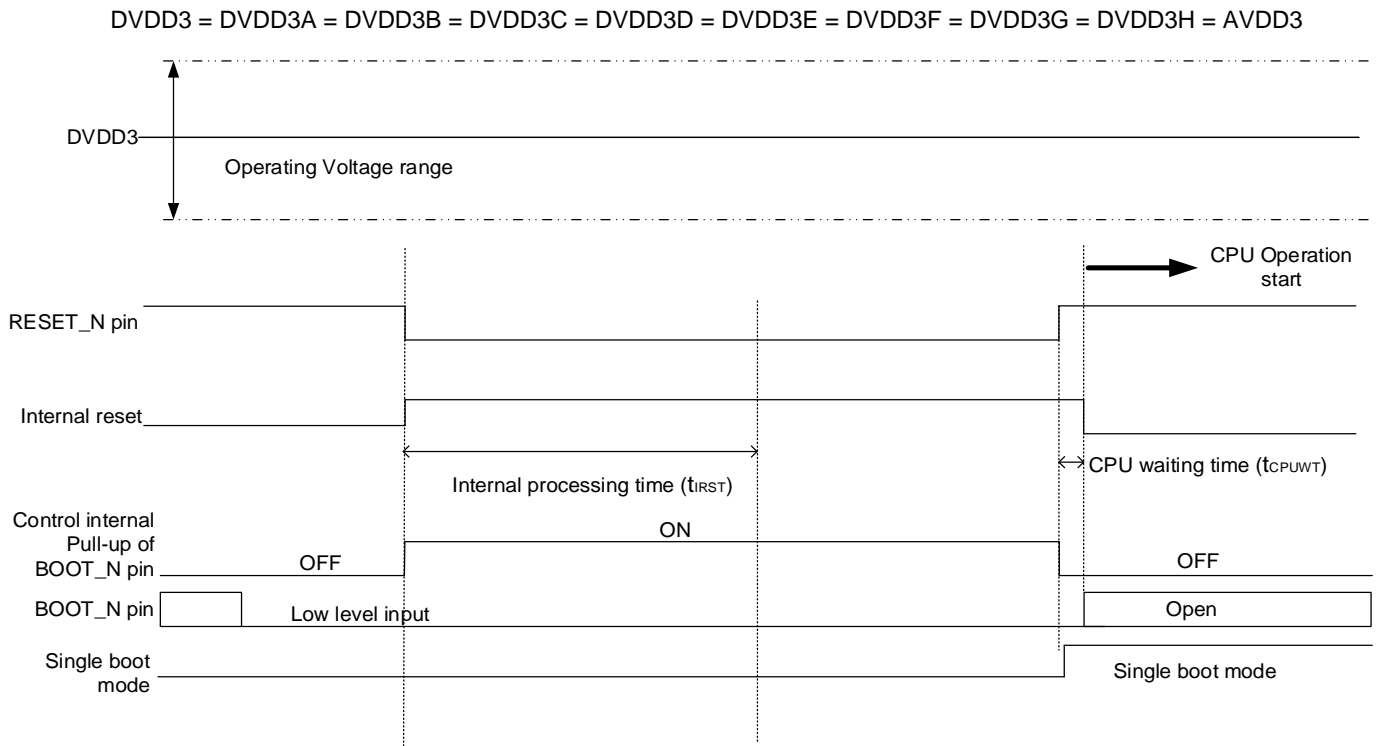 DVDD3 = DVDD3A = DVDD3B = DVDD3C = DVDD3D = DVDD3E = DVDD3F = DVDD3G = DVDD3H = AVDD3
DVDD3
Operating Voltage range
CPU Operation
start
RESET_N pin
Internal reset
Internal processing time (tIRST)
CPU waiting time (tCPUWT)
Control internal
Pull-up of
BOOT_N pin
OFF
ON
OFF
BOOT_N pin
Low level input
Open
Single boot
mode
Single boot mode